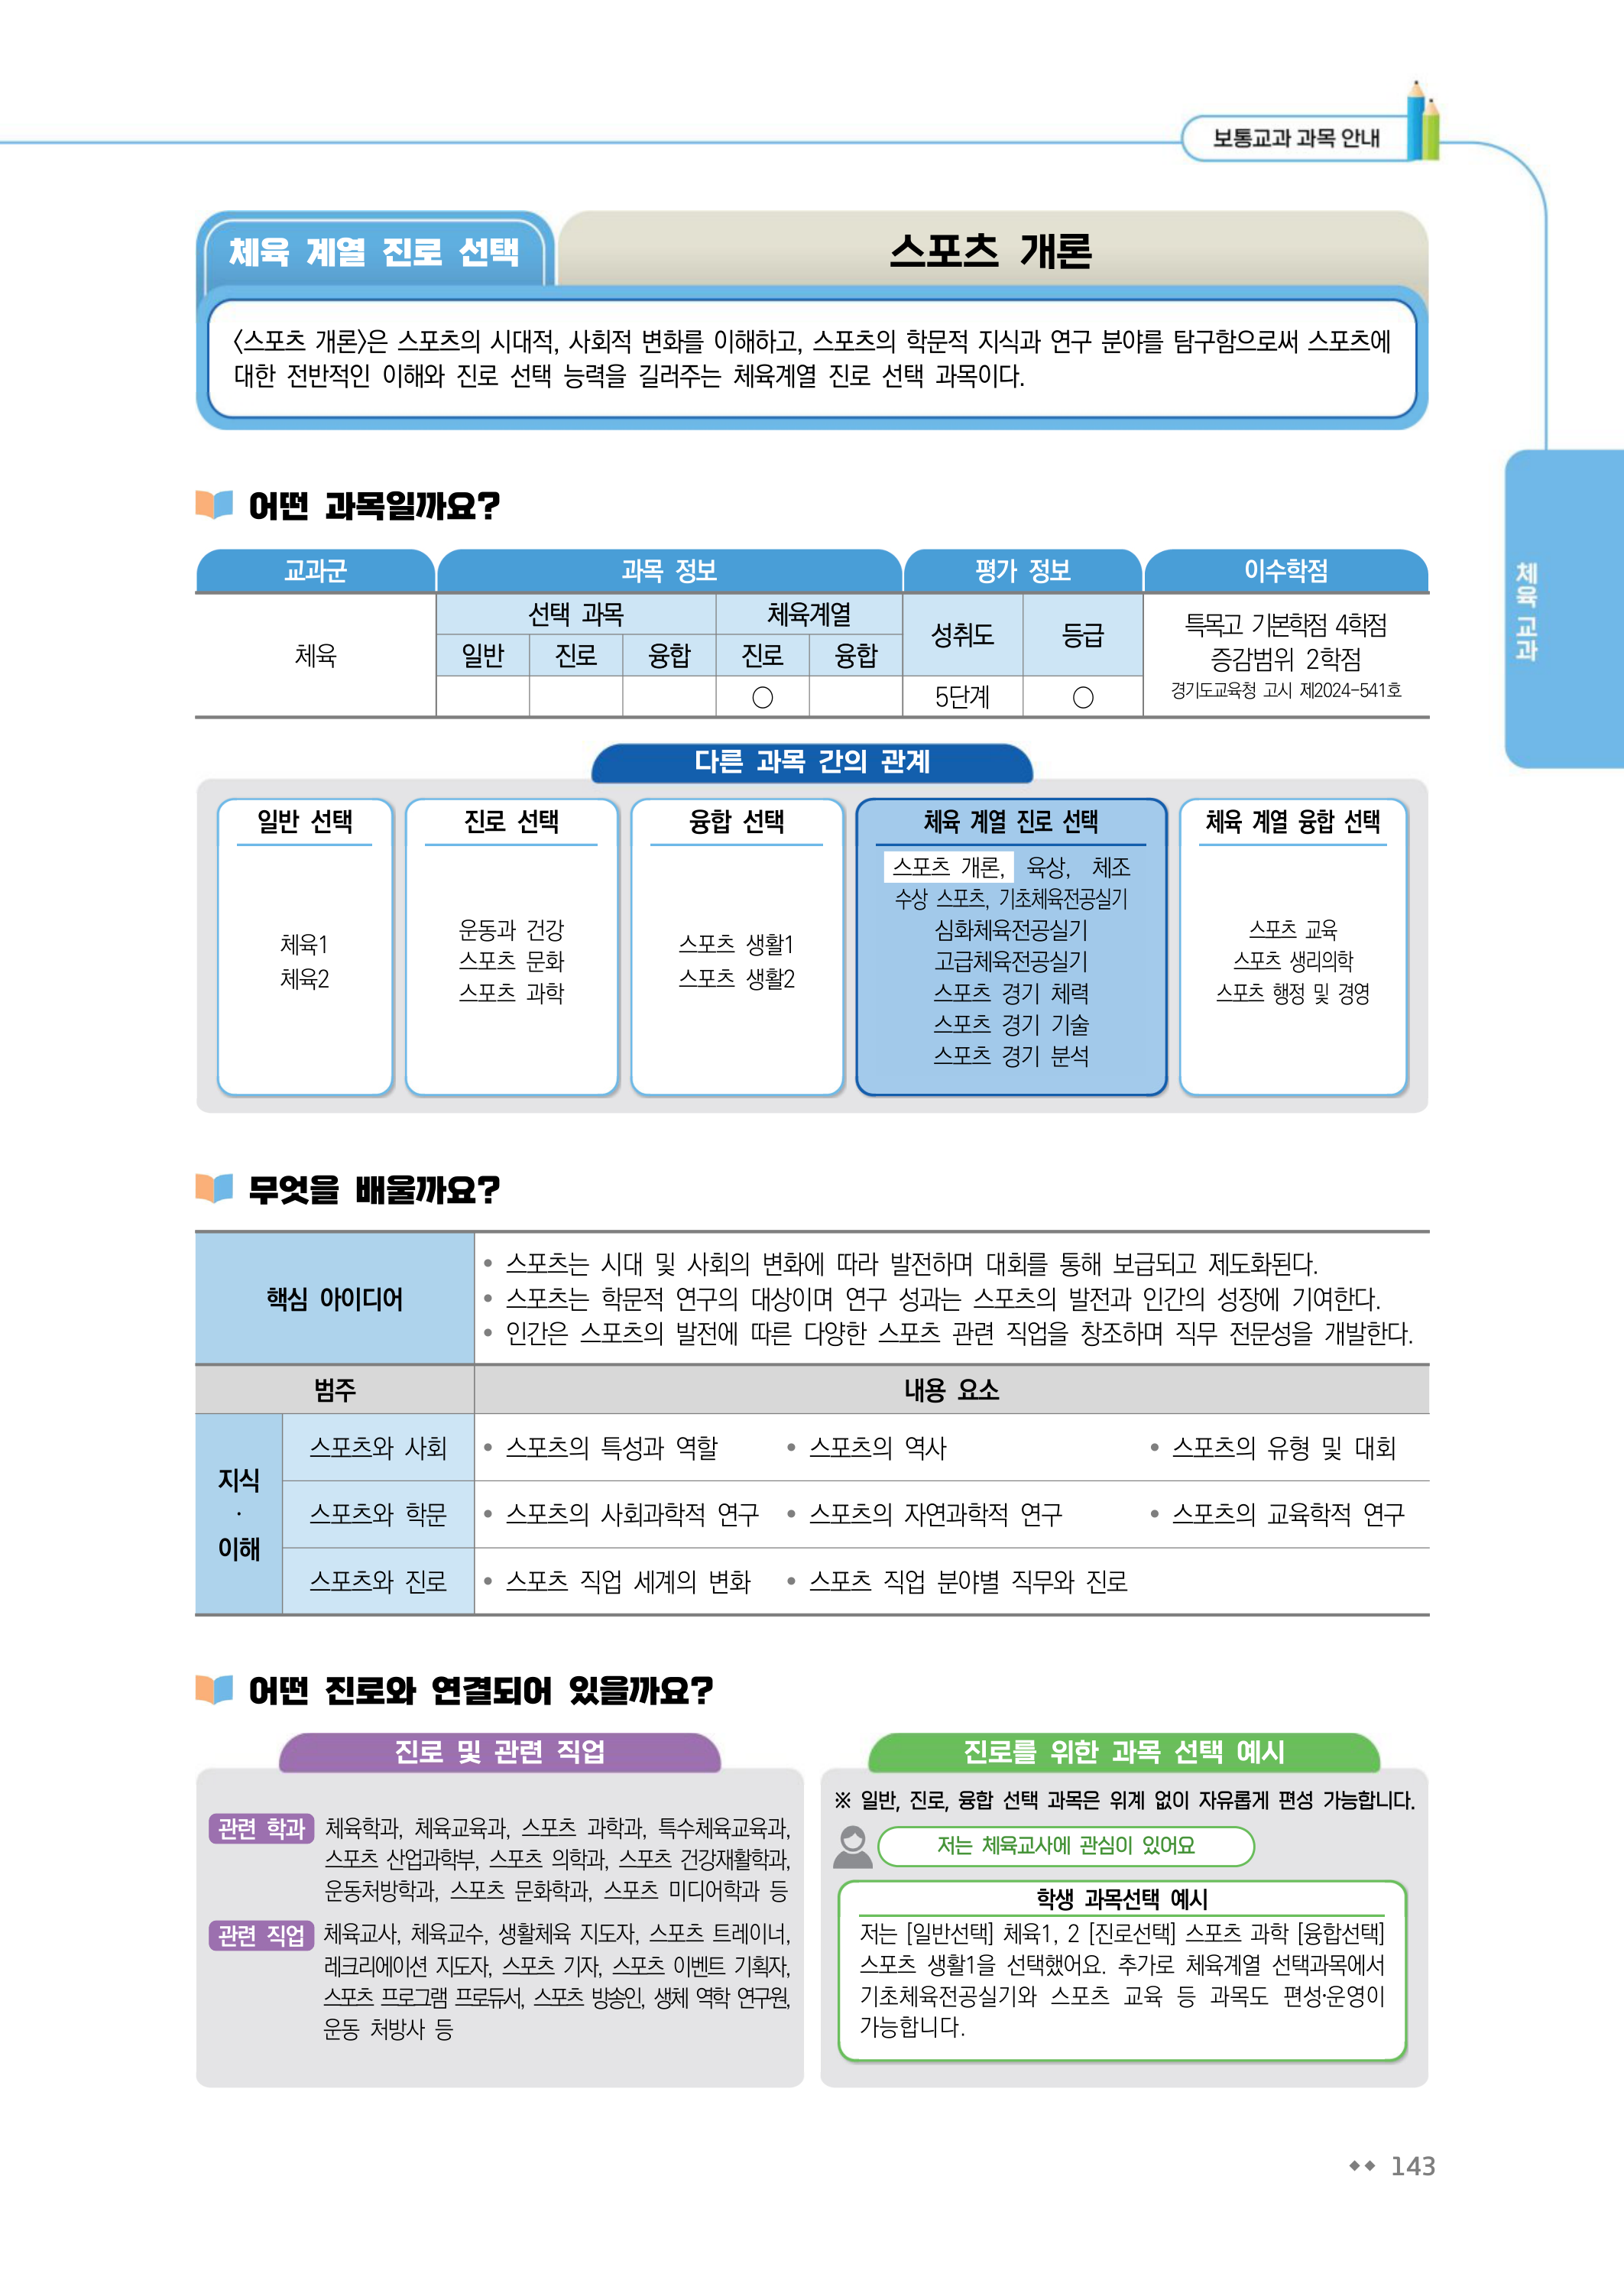 보통교과 과목 안내
체육 계열 진로 선택
스포츠 개론
<스포츠 개론>은 스포츠의 시대적, 사회적 변화를 이해하고, 스포츠의 학문적 지식과 연구 분야를 탐구함으로써 스포츠에
대한 전반적인 이해와 진로 선택 능력을 길러주는 체육계열 진로 선택 과목이다.
체육 교과
어떤 과목일까요?
교과군 과목 정보 평가 정보 이수학점
체육
선택 과목 체육계열
일반 진로 융합 진로 융합
성취도 등급
○ 5단계 ○
특목고 기본학점 4학점
증감범위 2학점
경기도교육청 고시 제2024-541호
다른 과목 간의 관계
일반 선택
체육1
체육2
진로 선택
운동과 건강
스포츠 문화
스포츠 과학
융합 선택
스포츠 생활1
스포츠 생활2
체육 계열 진로 선택
스포츠 개론, 육상, 체조
수상 스포츠, 기초체육전공실기
심화체육전공실기
고급체육전공실기
스포츠 경기 체력
스포츠 경기 기술
스포츠 경기 분석
체육 계열 융합 선택
스포츠 교육
스포츠 생리의학
스포츠 행정 및 경영
무엇을 배울까요?
핵심 아이디어
• 스포츠는 시대 및 사회의 변화에 따라 발전하며 대회를 통해 보급되고 제도화된다.
• 스포츠는 학문적 연구의 대상이며 연구 성과는 스포츠의 발전과 인간의 성장에 기여한다.
• 인간은 스포츠의 발전에 따른 다양한 스포츠 관련 직업을 창조하며 직무 전문성을 개발한다.
범주 내용 요소
지식
·
이해
스포츠와 사회 • 스포츠의 특성과 역할 • 스포츠의 역사 • 스포츠의 유형 및 대회
스포츠와 학문 • 스포츠의 사회과학적 연구 • 스포츠의 자연과학적 연구 • 스포츠의 교육학적 연구
스포츠와 진로 • 스포츠 직업 세계의 변화 • 스포츠 직업 분야별 직무와 진로
어떤 진로와 연결되어 있을까요?
진로 및 관련 직업
관련 학과 체육학과, 체육교육과, 스포츠 과학과, 특수체육교육과,
스포츠 산업과학부, 스포츠 의학과, 스포츠 건강재활학과,
운동처방학과, 스포츠 문화학과, 스포츠 미디어학과 등
관련 직업 체육교사, 체육교수, 생활체육 지도자, 스포츠 트레이너,
레크리에이션 지도자, 스포츠 기자, 스포츠 이벤트 기획자,
스포츠 프로그램 프로듀서, 스포츠 방송인, 생체 역학 연구원,
운동 처방사 등
진로를 위한 과목 선택 예시
※ 일반, 진로, 융합 선택 과목은 위계 없이 자유롭게 편성 가능합니다.
저는 체육교사에 관심이 있어요
학생 과목선택 예시
저는 [일반선택] 체육1, 2 [진로선택] 스포츠 과학 [융합선택]
스포츠 생활1을 선택했어요. 추가로 체육계열 선택과목에서
기초체육전공실기와 스포츠 교육 등 과목도 편성·운영이
가능합니다.
◆◆ 143